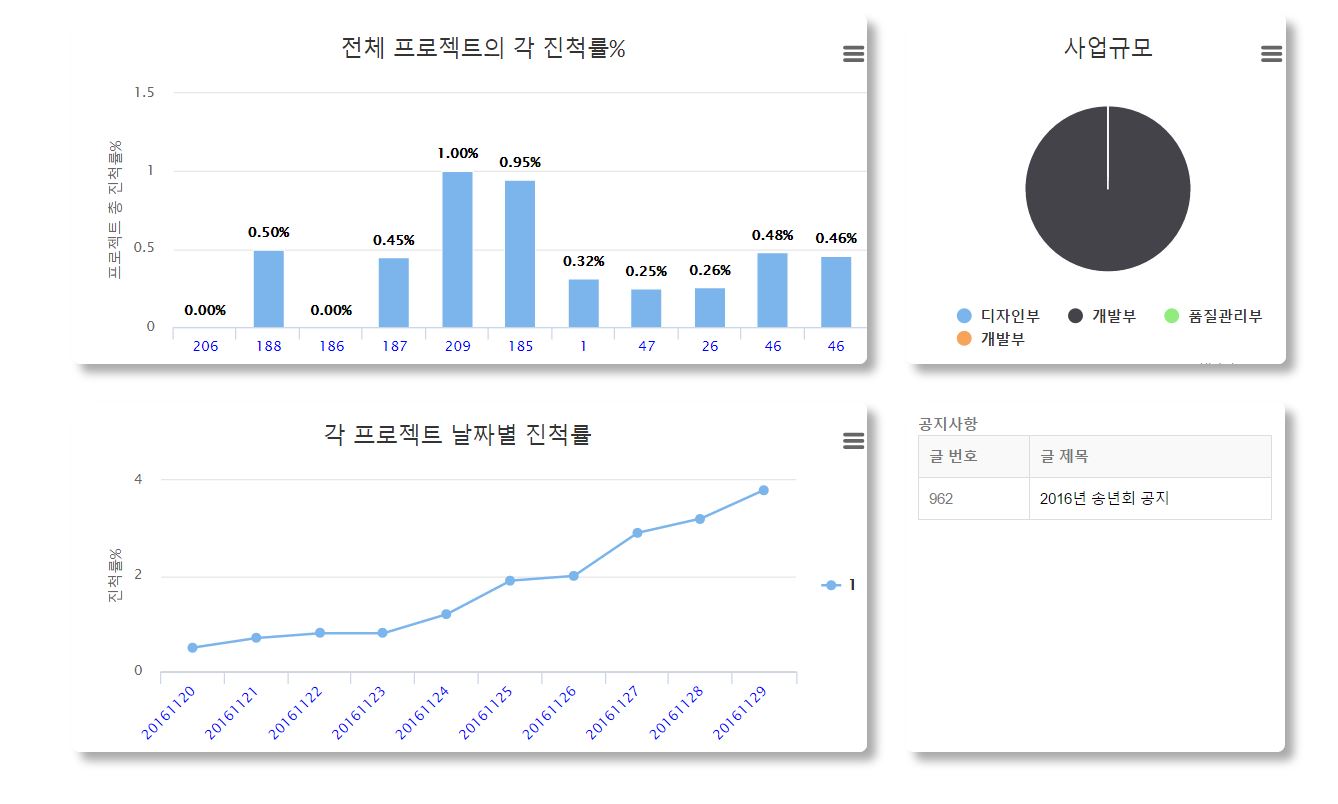 전체 프로젝트의 각 진척률%
프로젝트 총 진척률%
1.5
1
0.5
0
0.00%
0.50%
0.00%
0.45%
1.00%
0.95%
0.32%
0.25%
0.26%
0.48%
0.46%
206 188 186 187 209 185 1 47 26 46 46
사업규모
디자인부 개발부 품질관리부
개발부
각 프로젝트 날짜별 진척률
진척률%
4
2
0
20161120 20161121 20161122 20161123 20161124 20161125 20161126 20161127 20161128 20161129
1
공지사항
글 번호 글 제목
962 2016년 송년회 공지